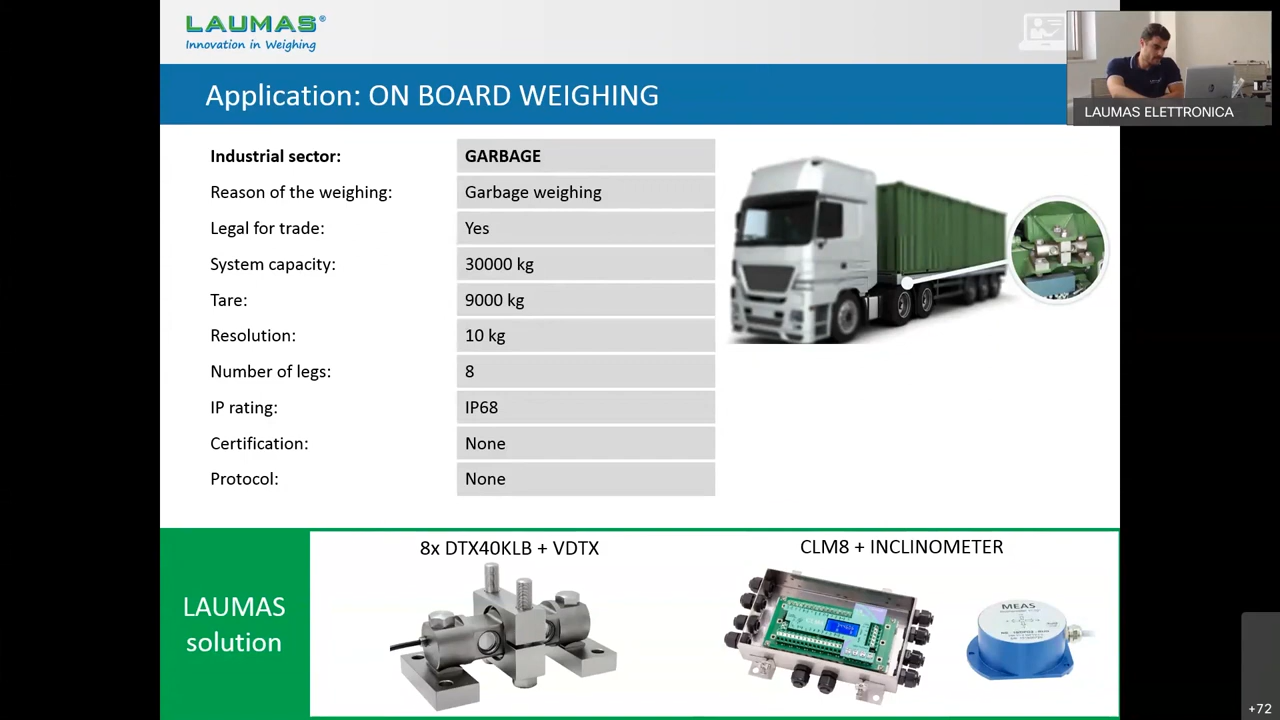 LAUMAS®
Innovation in Weighing
Application: ON BOARD WEIGHING
LAUMAS ELETTRONICA
Industrial sector: GARBAGE
Reason of the weighing: Garbage weighing
Legal for trade: Yes
System capacity: 30000 kg
Tare: 9000 kg
Resolution: 10 kg
Number of legs: 8
IP rating: IP68
Certification: None
Protocol: None
LAUMAS
solution
8x DTX40KLB + VDTX
CLM8 + INCLINOMETER
MEAS
+72